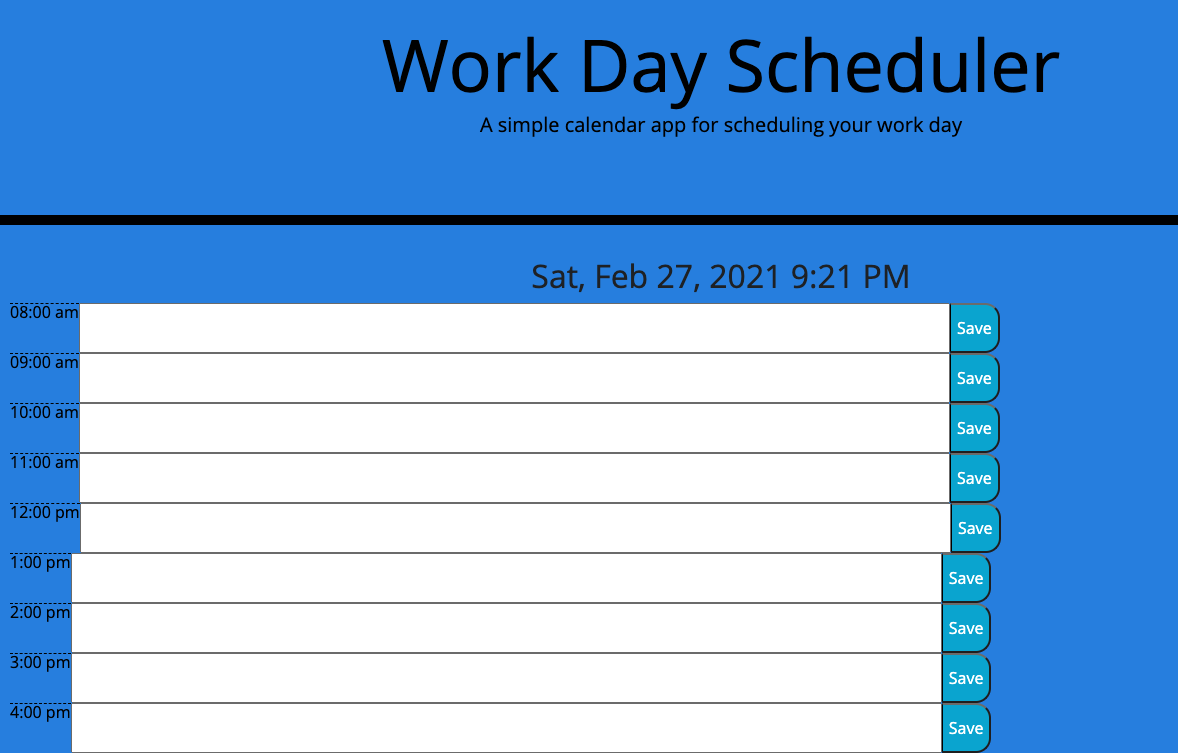 Work Day Scheduler
A simple calendar app for scheduling your work day
Sat, Feb 27, 2021 9:21 PM
08:00 am Save
09:00 am Save
10:00 am Save
11:00 am Save
12:00 pm Save
1:00 pm Save
2:00 pm Save
3:00 pm Save
4:00 pm Save